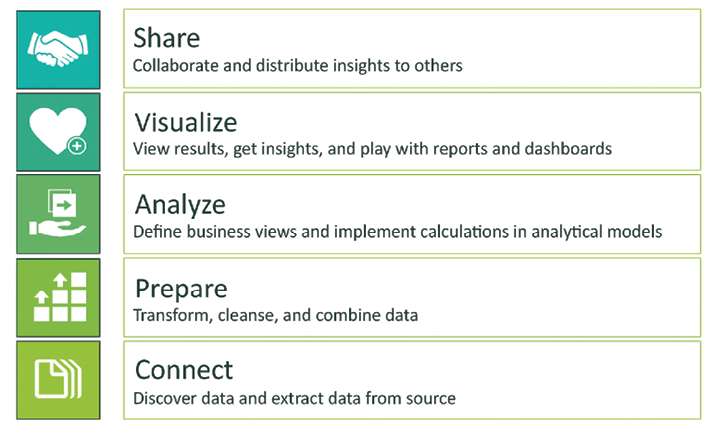 Share
Collaborate and distribute insights to others
Visualize
View results, get insights, and play with reports and dashboards
Analyze
Define business views and implement calculations in analytical models
Prepare
Transform, cleanse, and combine data
Connect
Discover data and extract data from source